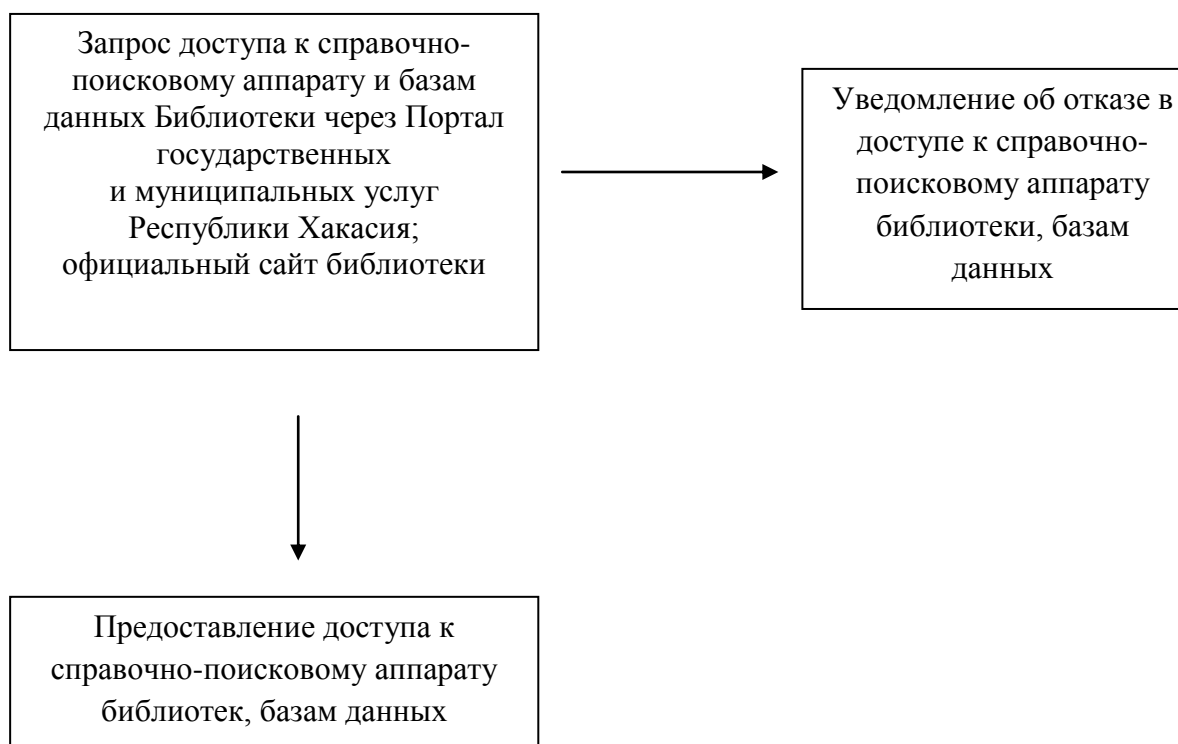 Запрос доступа к справочно-
поисковому аппарату и базам
данных Библиотеки через Портал
государственных
и муниципальных услуг
Республики Хакасия;
официальный сайт библиотеки
Уведомление об отказе в
доступе к справочно-
поисковому аппарату
библиотеки, базам
данных
Предоставление доступа к
справочно-поисковому аппарату
библиотек, базам данных